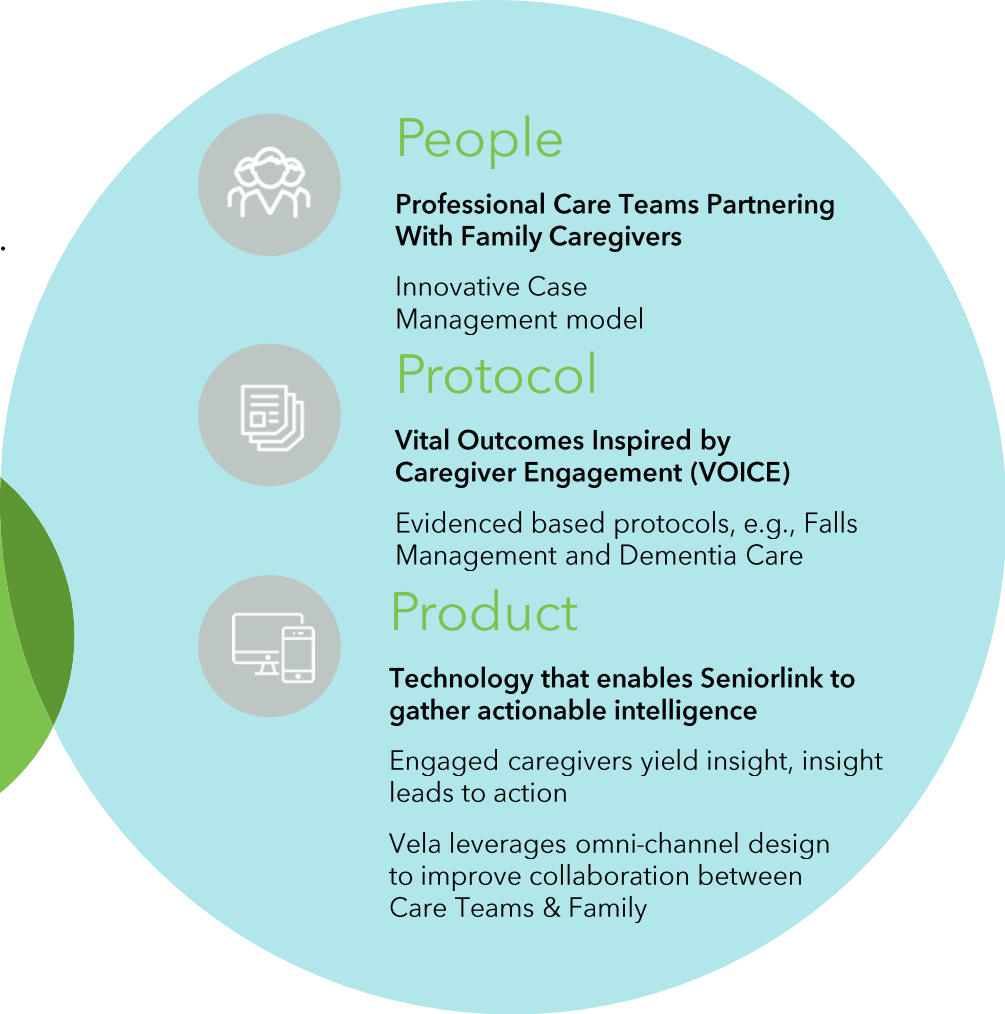 People
Professional Care Teams Partnering
With Family Caregivers
Innovative Case
Management model
Protocol
Vital Outcomes Inspired by
Caregiver Engagement (VOICE)
Evidenced based protocols, e.g., Falls
Management and Dementia Care
Product
Technology that enables Seniorlink to
gather actionable intelligence
Engaged caregivers yield insight, insight
leads to action
Vela leverages omni-channel design
to improve collaboration between
Care Teams & Family